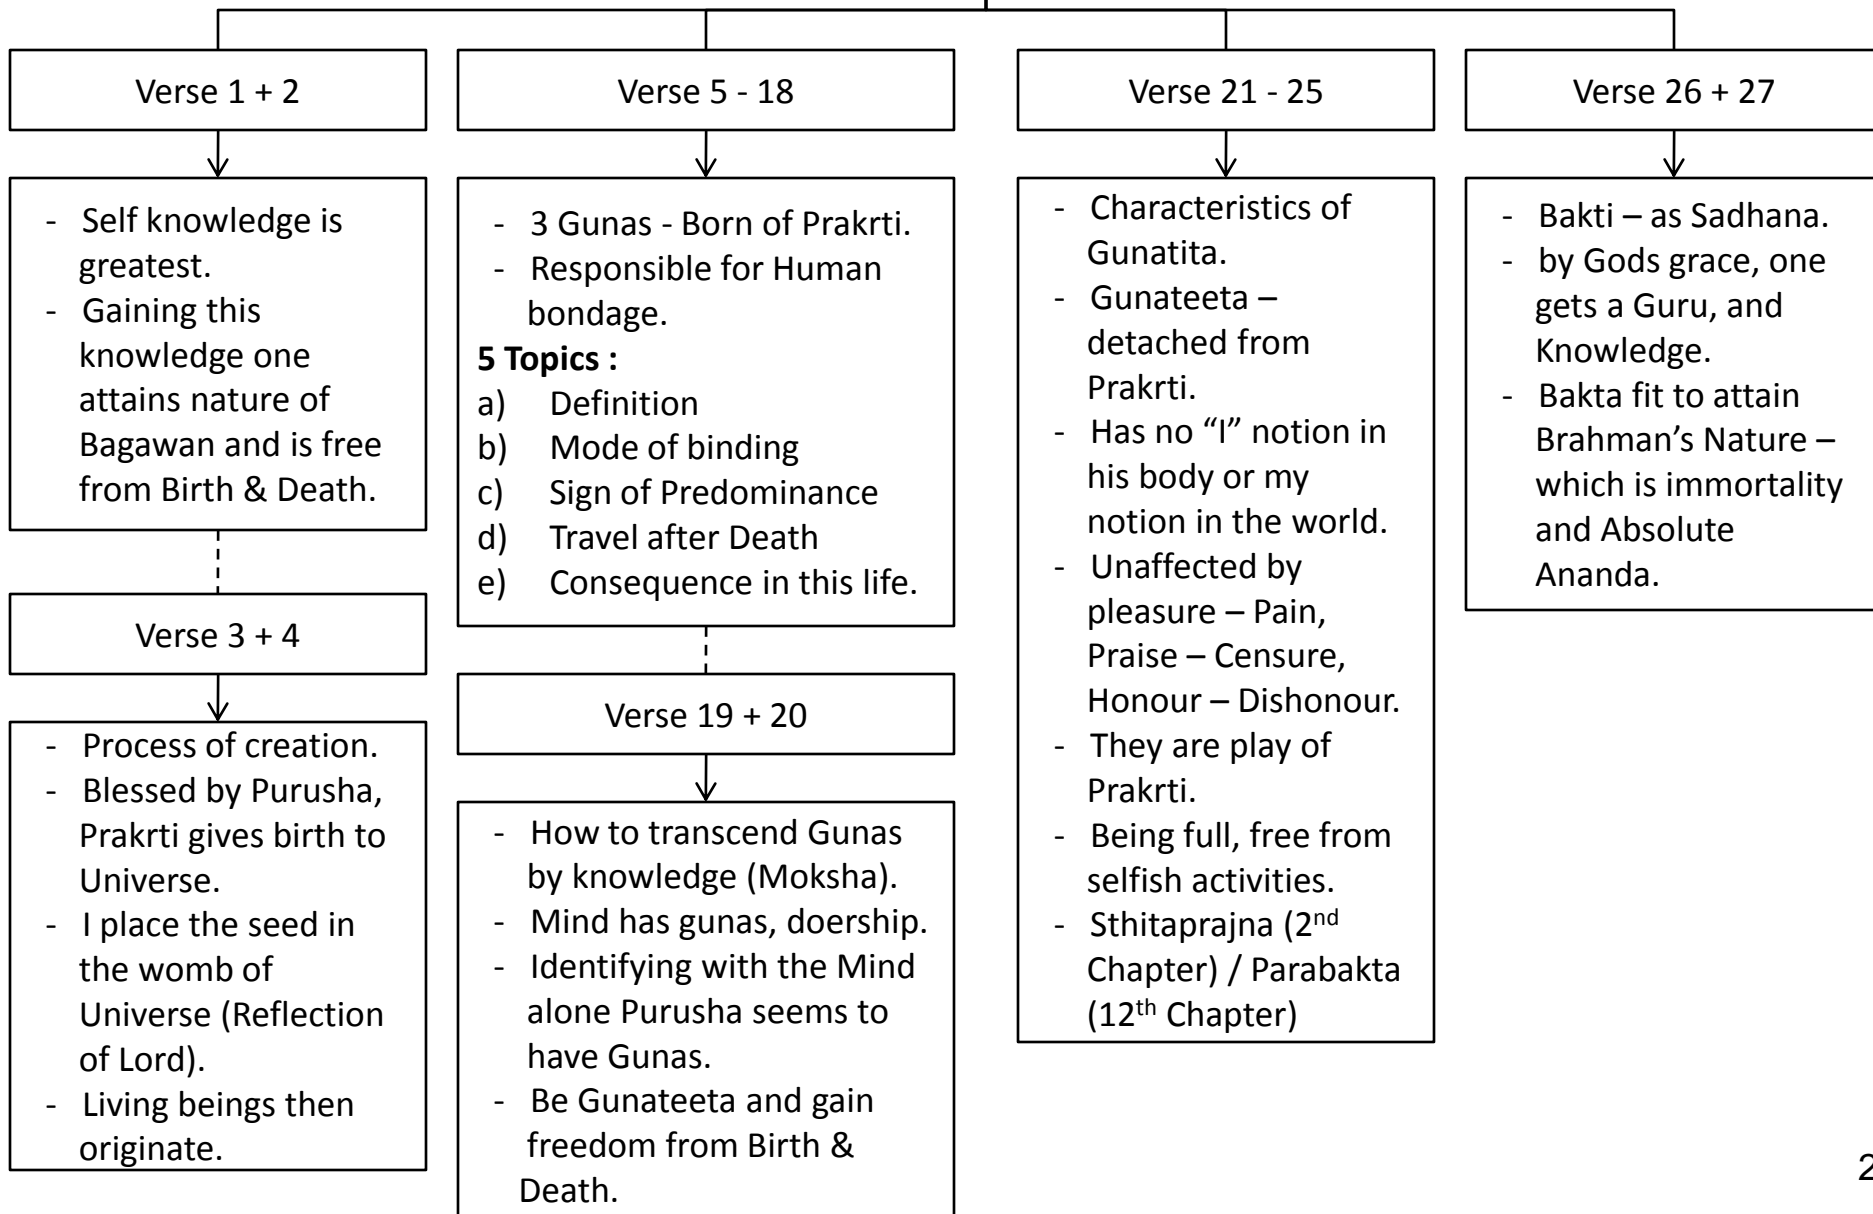 Verse 1 + 2
- Self knowledge is
greatest.
- Gaining this
knowledge one
attains nature of
Bagawan and is free
from Birth & Death.
Verse 3 + 4
- Process of creation.
- Blessed by Purusha,
Prakrti gives birth to
Universe.
- I place the seed in
the womb of
Universe (Reflection
of Lord).
- Living beings then
originate.
Verse 5 - 18
- 3 Gunas - Born of Prakrti.
- Responsible for Human
bondage.
5 Topics :
a) Definition
b) Mode of binding
c) Sign of Predominance
d) Travel after Death
e) Consequence in this life.
Verse 19 + 20
- How to transcend Gunas
by knowledge (Moksha).
- Mind has gunas, doership.
- Identifying with the Mind
alone Purusha seems to
have Gunas.
- Be Gunateeta and gain
freedom from Birth &
Death.
Verse 21 - 25
- Characteristics of
Gunatita.
- Gunateeta –
detached from
Prakrti.
- Has no “I” notion in
his body or my
notion in the world.
- Unaffected by
pleasure – Pain,
Praise – Censure,
Honour – Dishonour.
- They are play of
Prakrti.
- Being full, free from
selfish activities.
- Sthitaprajna (2nd
Chapter) / Parabakta
(12th Chapter)
Verse 26 + 27
- Bakti – as Sadhana.
- by Gods grace, one
gets a Guru, and
Knowledge.
- Bakta fit to attain
Brahman’s Nature –
which is immortality
and Absolute
Ananda.
2